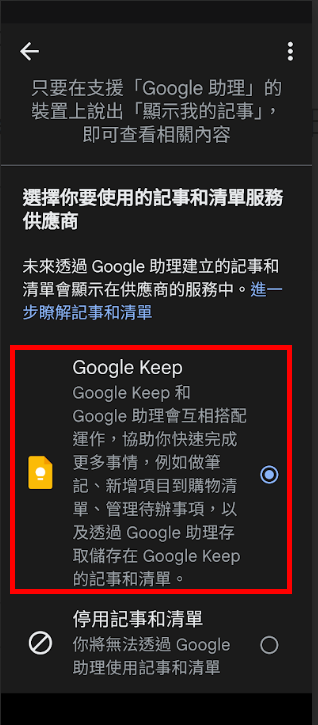 只要在支援「Google 助理」的
裝置上說出「顯示我的記事」，
即可查看相關內容
選擇你要使用的記事和清單服務
供應商
未來透過 Google 助理建立的記事和
清單會顯示在供應商的服務中。進一
步瞭解記事和清單
Google Keep
Google Keep 和
Google 助理會互相搭配
運作，協助你快速完成
更多事情，例如做筆
記、新增項目到購物清
單、管理待辦事項，以
及透過 Google 助理存
取儲存在 Google Keep
的記事和清單。
停用記事和清單
你將無法透過 Google
助理使用記事和清單